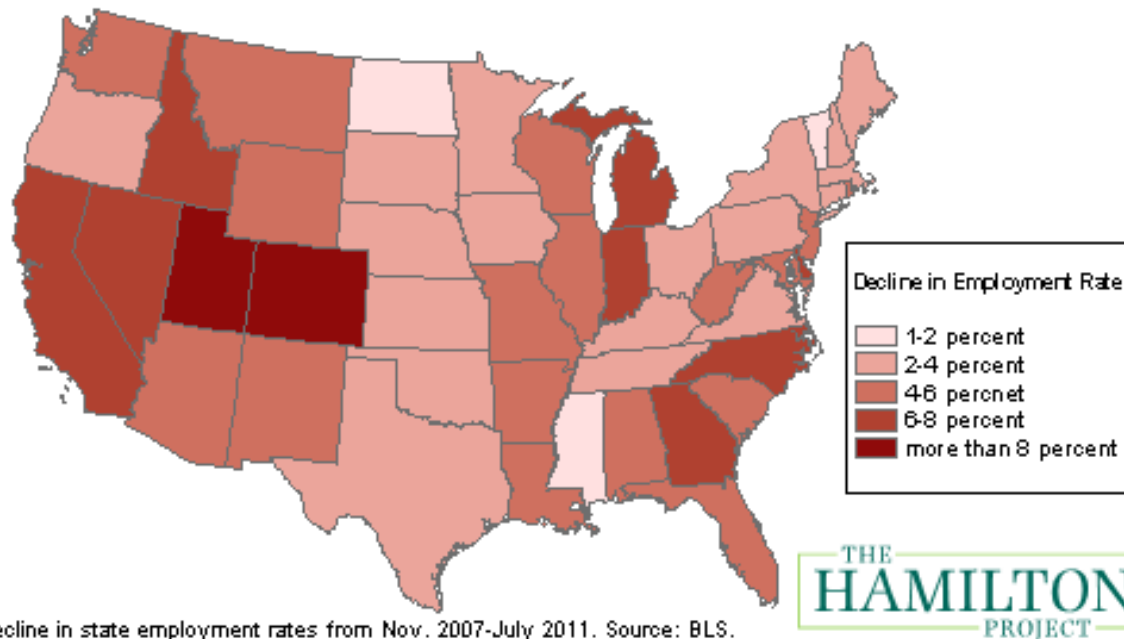 Decline in Employment Rate
1-2 percent
2-4 percent
4-6 percnet
6-8 percent
more than 8 percent
THE
HAMILTON
PROJECT
ecline in state employment rates from Nov. 2007-July 2011. Source: BLS.